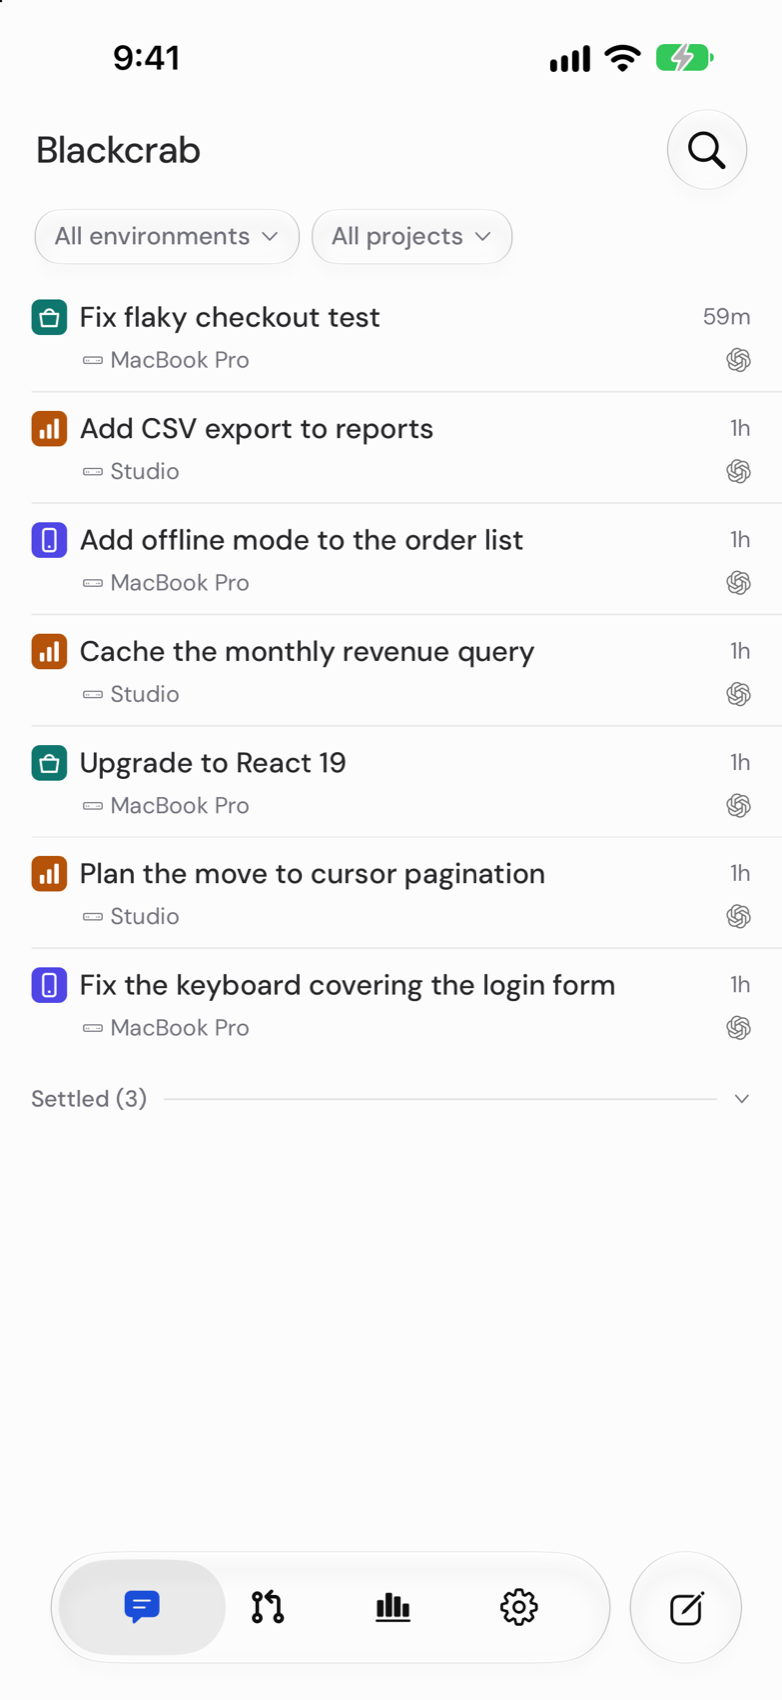 9:41
Blackcrab
All environments
All projects
Fix flaky checkout test
59m
MacBook Pro
Add CSV export to reports
1h
Studio
Add offline mode to the order list
1h
MacBook Pro
Cache the monthly revenue query
1h
Studio
Upgrade to React 19
1h
MacBook Pro
Plan the move to cursor pagination
1h
Studio
Fix the keyboard covering the login form
1h
MacBook Pro
Settled (3)